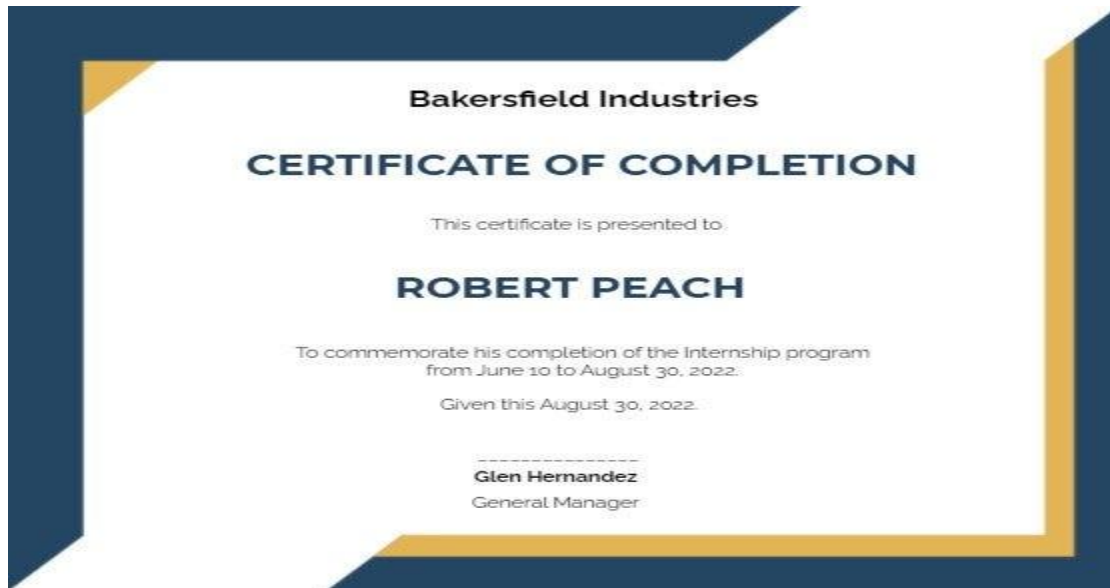 Bakersfield Industries
CERTIFICATE OF COMPLETION
This certificate is presented to
ROBERT PEACH
To commemorate his completion of the Internship program
from June 10 to August 30, 2022.
Given this August 30, 2022.
_______________
Glen Hernandez
General Manager